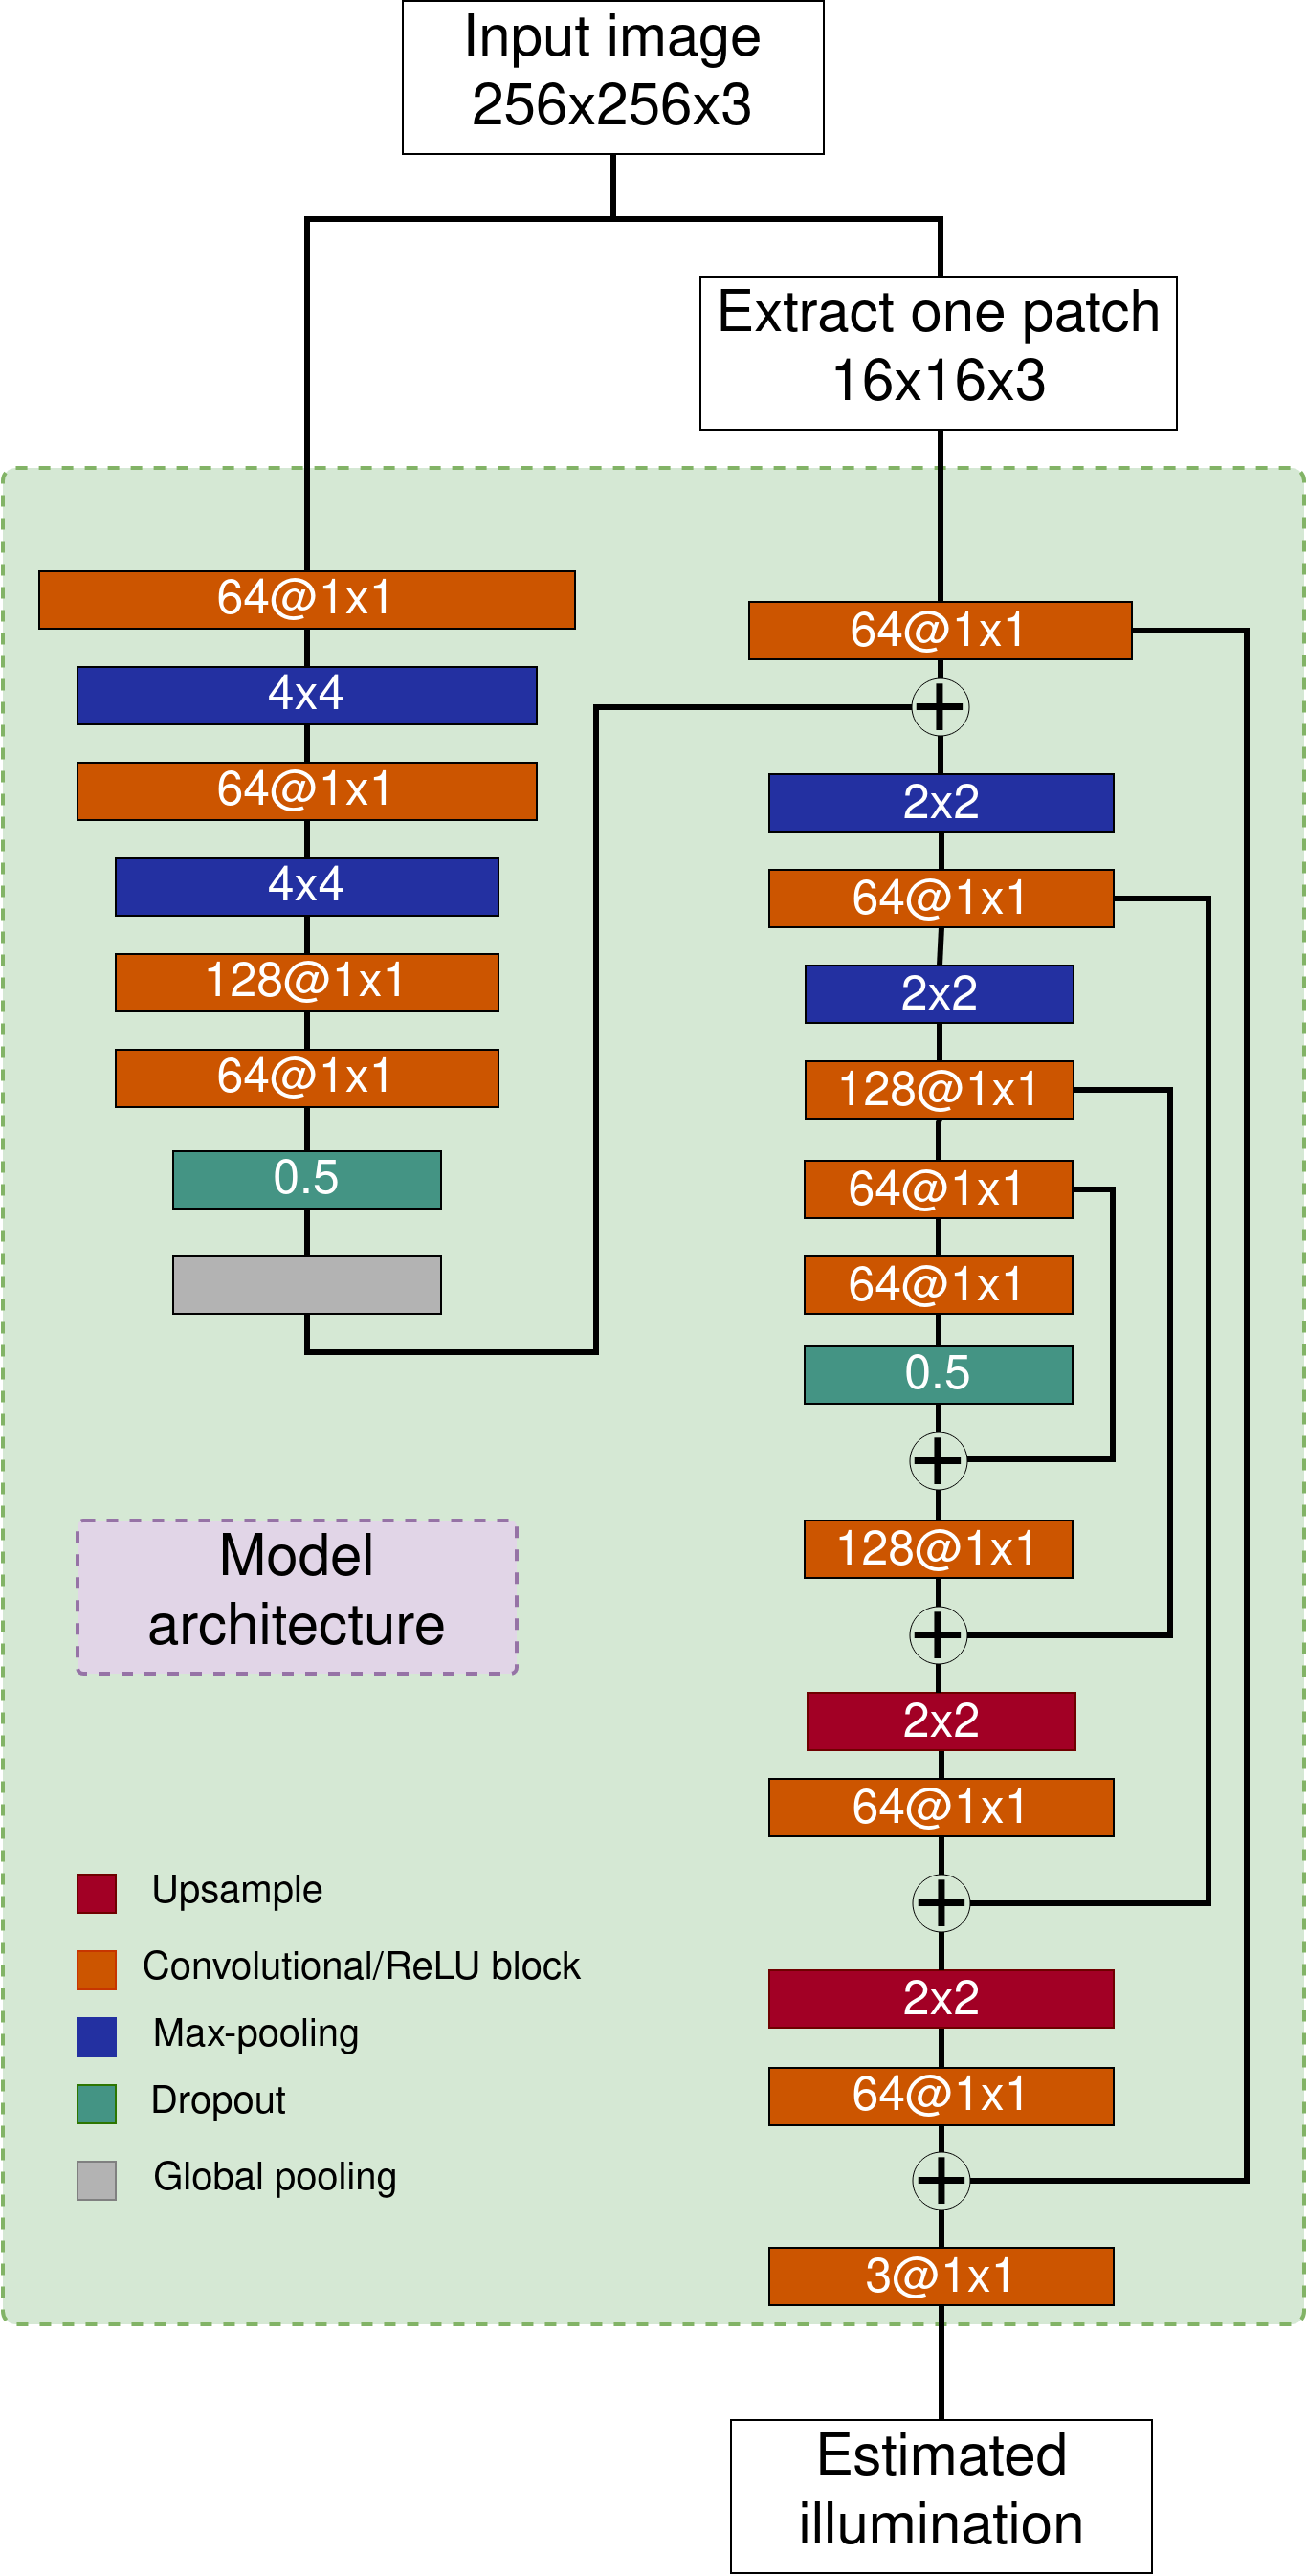 Input image
256x256x3
Extract one patch
16x16x3
64@1x1
4x4
64@1x1
4x4
128@1x1
64@1x1
0.5
64@1x1
2x2
64@1x1
2x2
128@1x1
64@1x1
64@1x1
0.5
128@1x1
2x2
64@1x1
2x2
64@1x1
3@1x1
Model
architecture
Upsample
Convolutional/ReLU block
Max-pooling
Dropout
Global pooling
Estimated
illumination